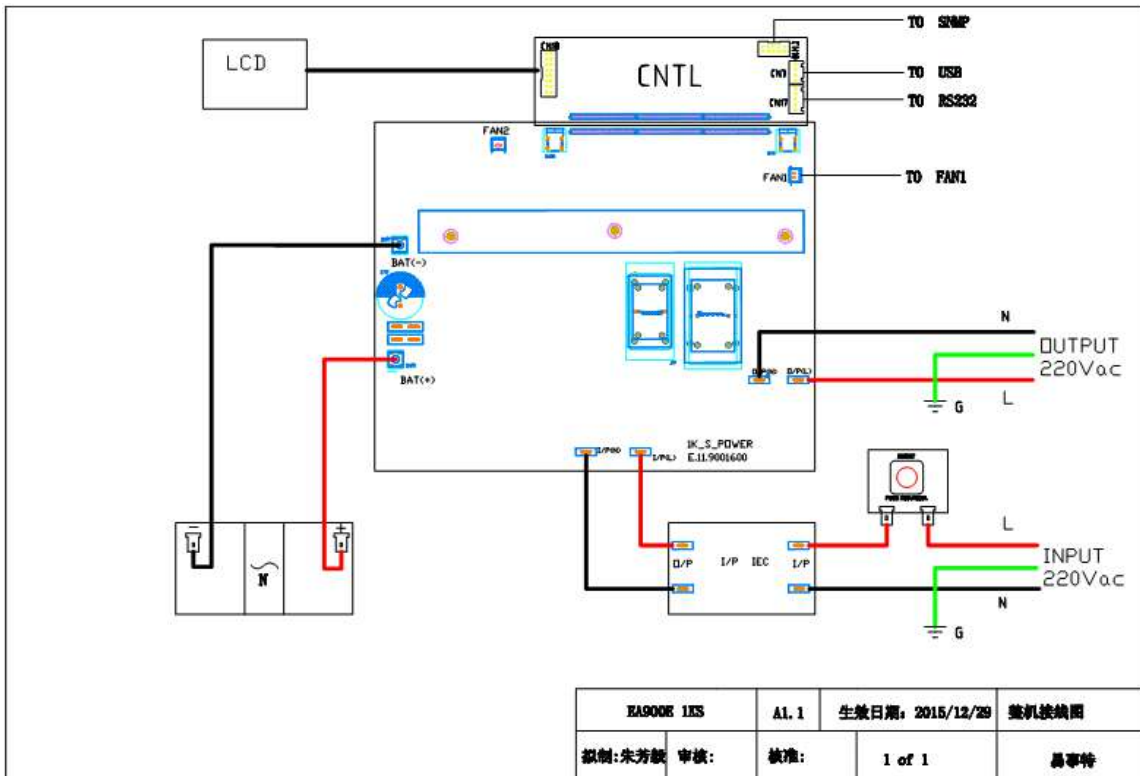 TO SNMP
LCD
CNTL
CN7
TO USB
TO RS232
FAN2
FAN1
TO FAN1
BAT(-)
BAT(+)
N
OUTPUT
220Vac
O/P(L)
L
G
1K_S_POWER
E.11.9001600
I/P(N)
I/P(L)
- +
N
L
O/P I/P IEC I/P
INPUT
220Vac
N
G
EA900E 1KS A1.1 生效日期: 2015/12/29 整机接线图
拟制:朱芳毅 审核: 核准: 1 of 1 易事特